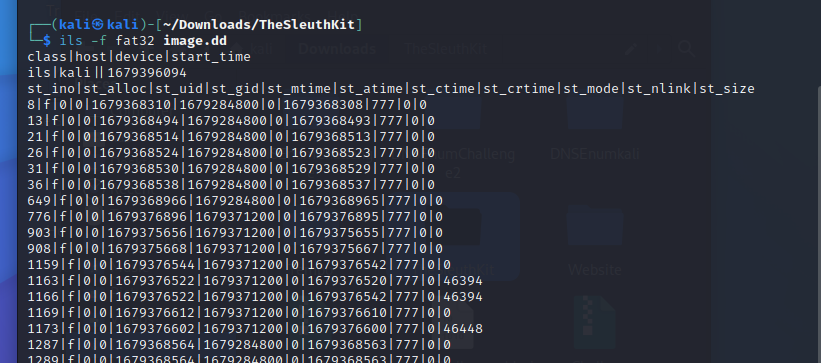 ┌──(kali㉿kali)-[~/Downloads/TheSleuthKit]
└─$ ils -f fat32 image.dd
class|host|device|start_time
ils|kali||1679396094
st_ino|st_alloc|st_uid|st_gid|st_mtime|st_atime|st_ctime|st_crtime|st_mode|st_nlink|st_size
8|f|0|0|1679368310|1679284800|0|1679368308|777|0|0
13|f|0|0|1679368494|1679284800|0|1679368493|777|0|0
21|f|0|0|1679368514|1679284800|0|1679368513|777|0|0
26|f|0|0|1679368524|1679284800|0|1679368523|777|0|0
31|f|0|0|1679368530|1679284800|0|1679368529|777|0|0
36|f|0|0|1679368538|1679284800|0|1679368537|777|0|0
649|f|0|0|1679368966|1679284800|0|1679368965|777|0|0
776|f|0|0|1679376896|1679371200|0|1679376895|777|0|0
903|f|0|0|1679375656|1679371200|0|1679375655|777|0|0
908|f|0|0|1679375668|1679371200|0|1679375667|777|0|0
1159|f|0|0|1679376544|1679371200|0|1679376542|777|0|0
1163|f|0|0|1679376522|1679371200|0|1679376520|777|0|46394
1166|f|0|0|1679376522|1679371200|0|1679376542|777|0|46394
1169|f|0|0|1679376612|1679371200|0|1679376610|777|0|0
1173|f|0|0|1679376602|1679371200|0|1679376600|777|0|46448
1287|f|0|0|1679368564|1679284800|0|1679368563|777|0|0
1289|f|0|0|1679368564|1679284800|0|1679368563|777|0|0
Downloads
DNSEnumkali
e2
Website